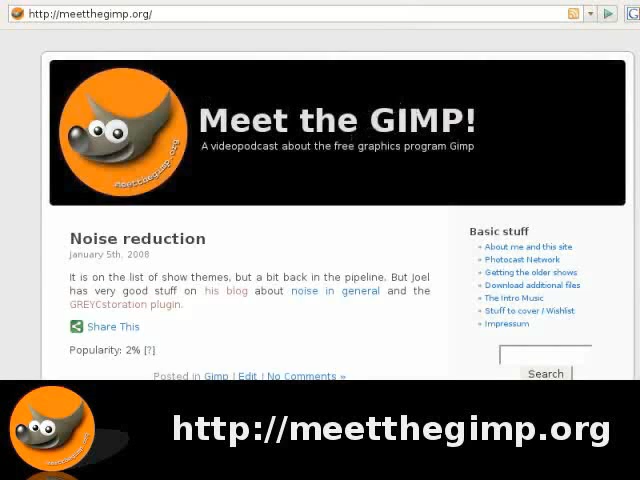 http://meetthegimp.org/
Meet the GIMP!
A videopodcast about the free graphics program Gimp
meetthegimp.org
Noise reduction
January 5th, 2008
It is on the list of show themes, but a bit back in the pipeline. But Joel
has very good stuff on his blog about noise in general and the
GREYCstoration plugin.
Share This
Popularity: 2% [?]
Posted in Gimp | Edit | No Comments »
Basic stuff
» About me and this site
» Photocast Network
» Getting the older shows
» Download additional files
» The Intro Music
» Stuff to cover / Wishlist
» Impressum
Search
http://meetthegimp.org